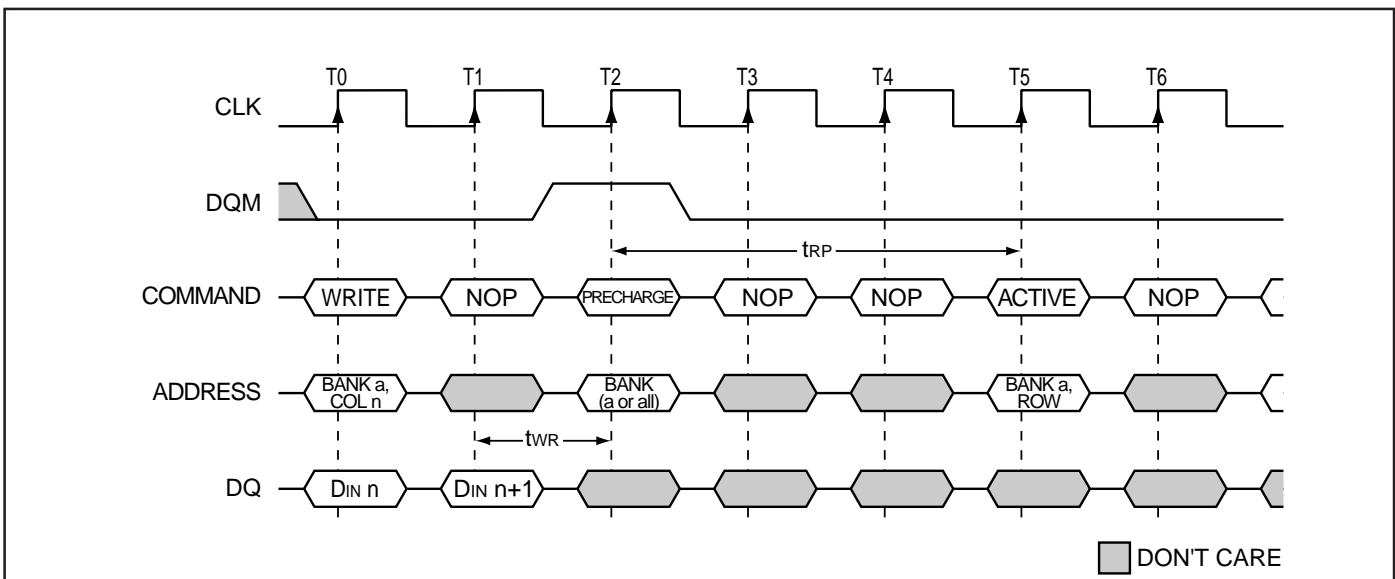 T0 T1 T2 T3 T4 T5 T6
CLK
DQM
tRP
COMMAND WRITE NOP PRECHARGE NOP NOP ACTIVE NOP
ADDRESS BANK a, COL n BANK (a or all) BANK a, ROW
tWR
DQ DIN n DIN n+1
DON'T CARE